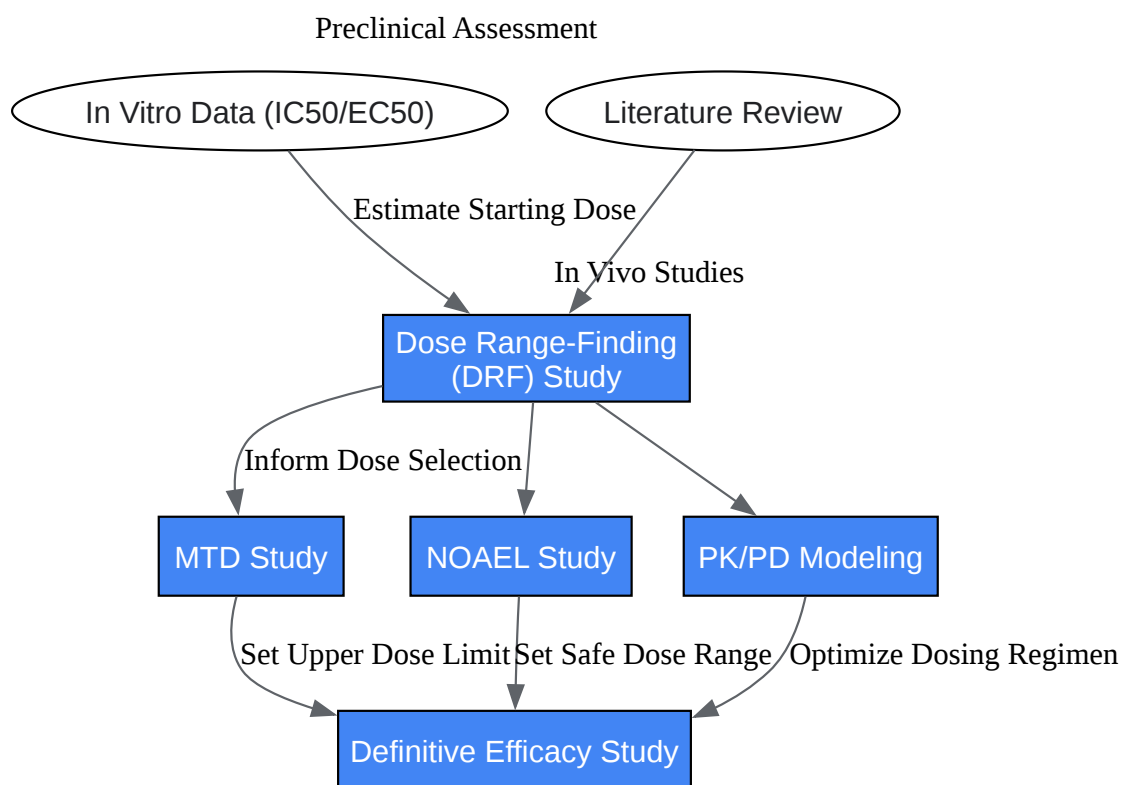 Preclinical Assessment
In Vitro Data (IC50/EC50)
Literature Review
Estimate Starting Dose
In Vivo Studies
Dose Range-Finding
(DRF) Study
Inform Dose Selection
MTD Study
NOAEL Study
PK/PD Modeling
Set Upper Dose Limit
Set Safe Dose Range
Optimize Dosing Regimen
Definitive Efficacy Study